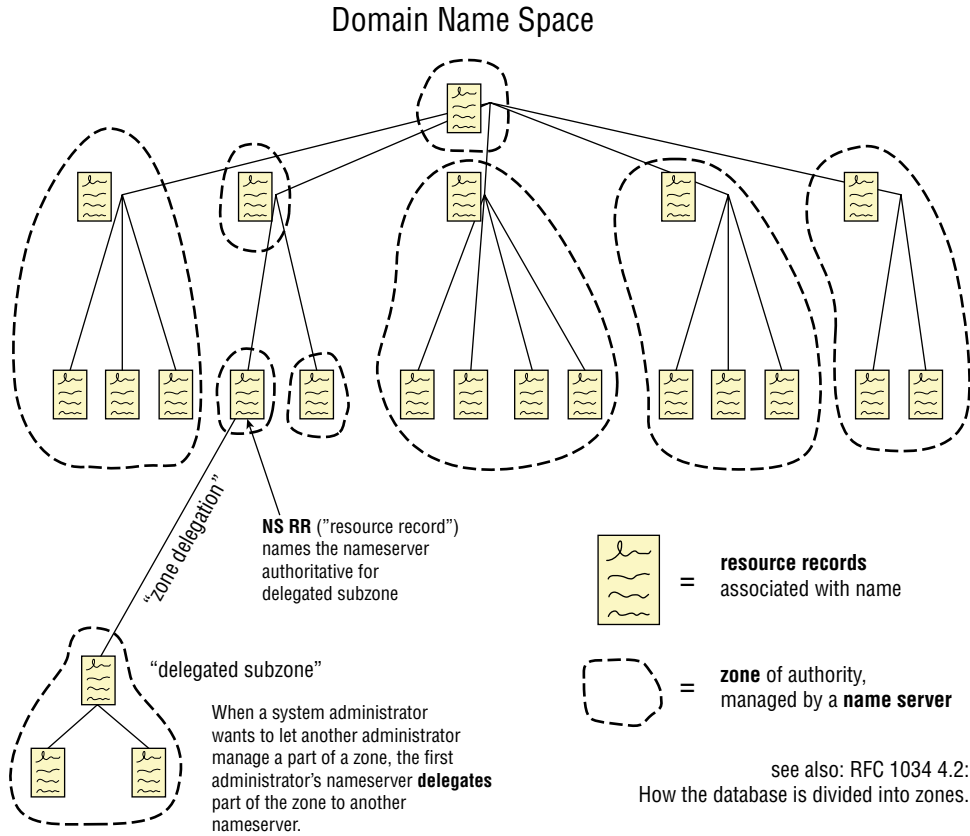 Domain Name Space
"zone delegation"
NS RR ("resource record")
names the nameserver
authoritative for
delegated subzone
"delegated subzone"
When a system administrator
wants to let another administrator
manage a part of a zone, the first
administrator's nameserver delegates
part of the zone to another
nameserver.
= resource records
associated with name
= zone of authority,
managed by a name server
see also: RFC 1034 4.2:
How the database is divided into zones.